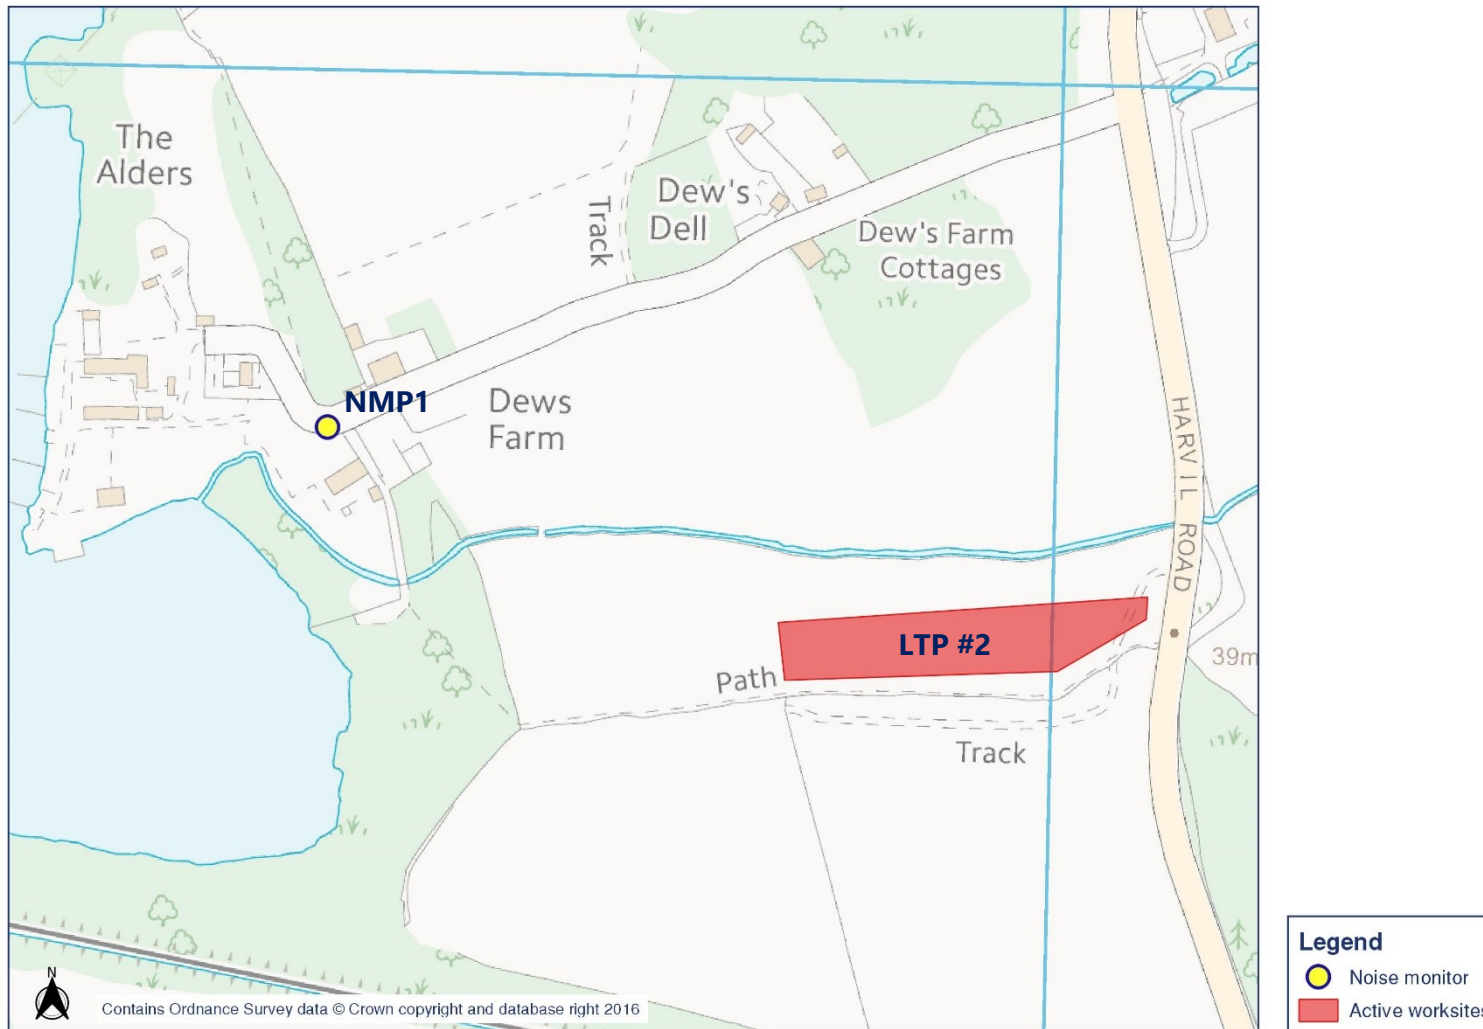 The
Alders
Track
Dew's
Dell
Dew's Farm
Cottages
NMP1
Dews
Farm
HARVIL ROAD
LTP #2
39m
Path
Track
N
Contains Ordnance Survey data © Crown copyright and database right 2016
Legend
Noise monitor
Active worksites